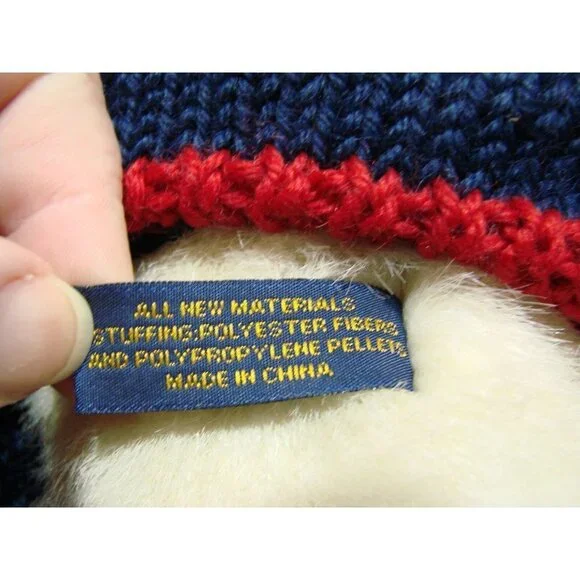 ALL NEW MATERIALS
STUFFING:POLYESTER FIBERS
AND POLYPROPYLENE PELLETS
MADE IN CHINA